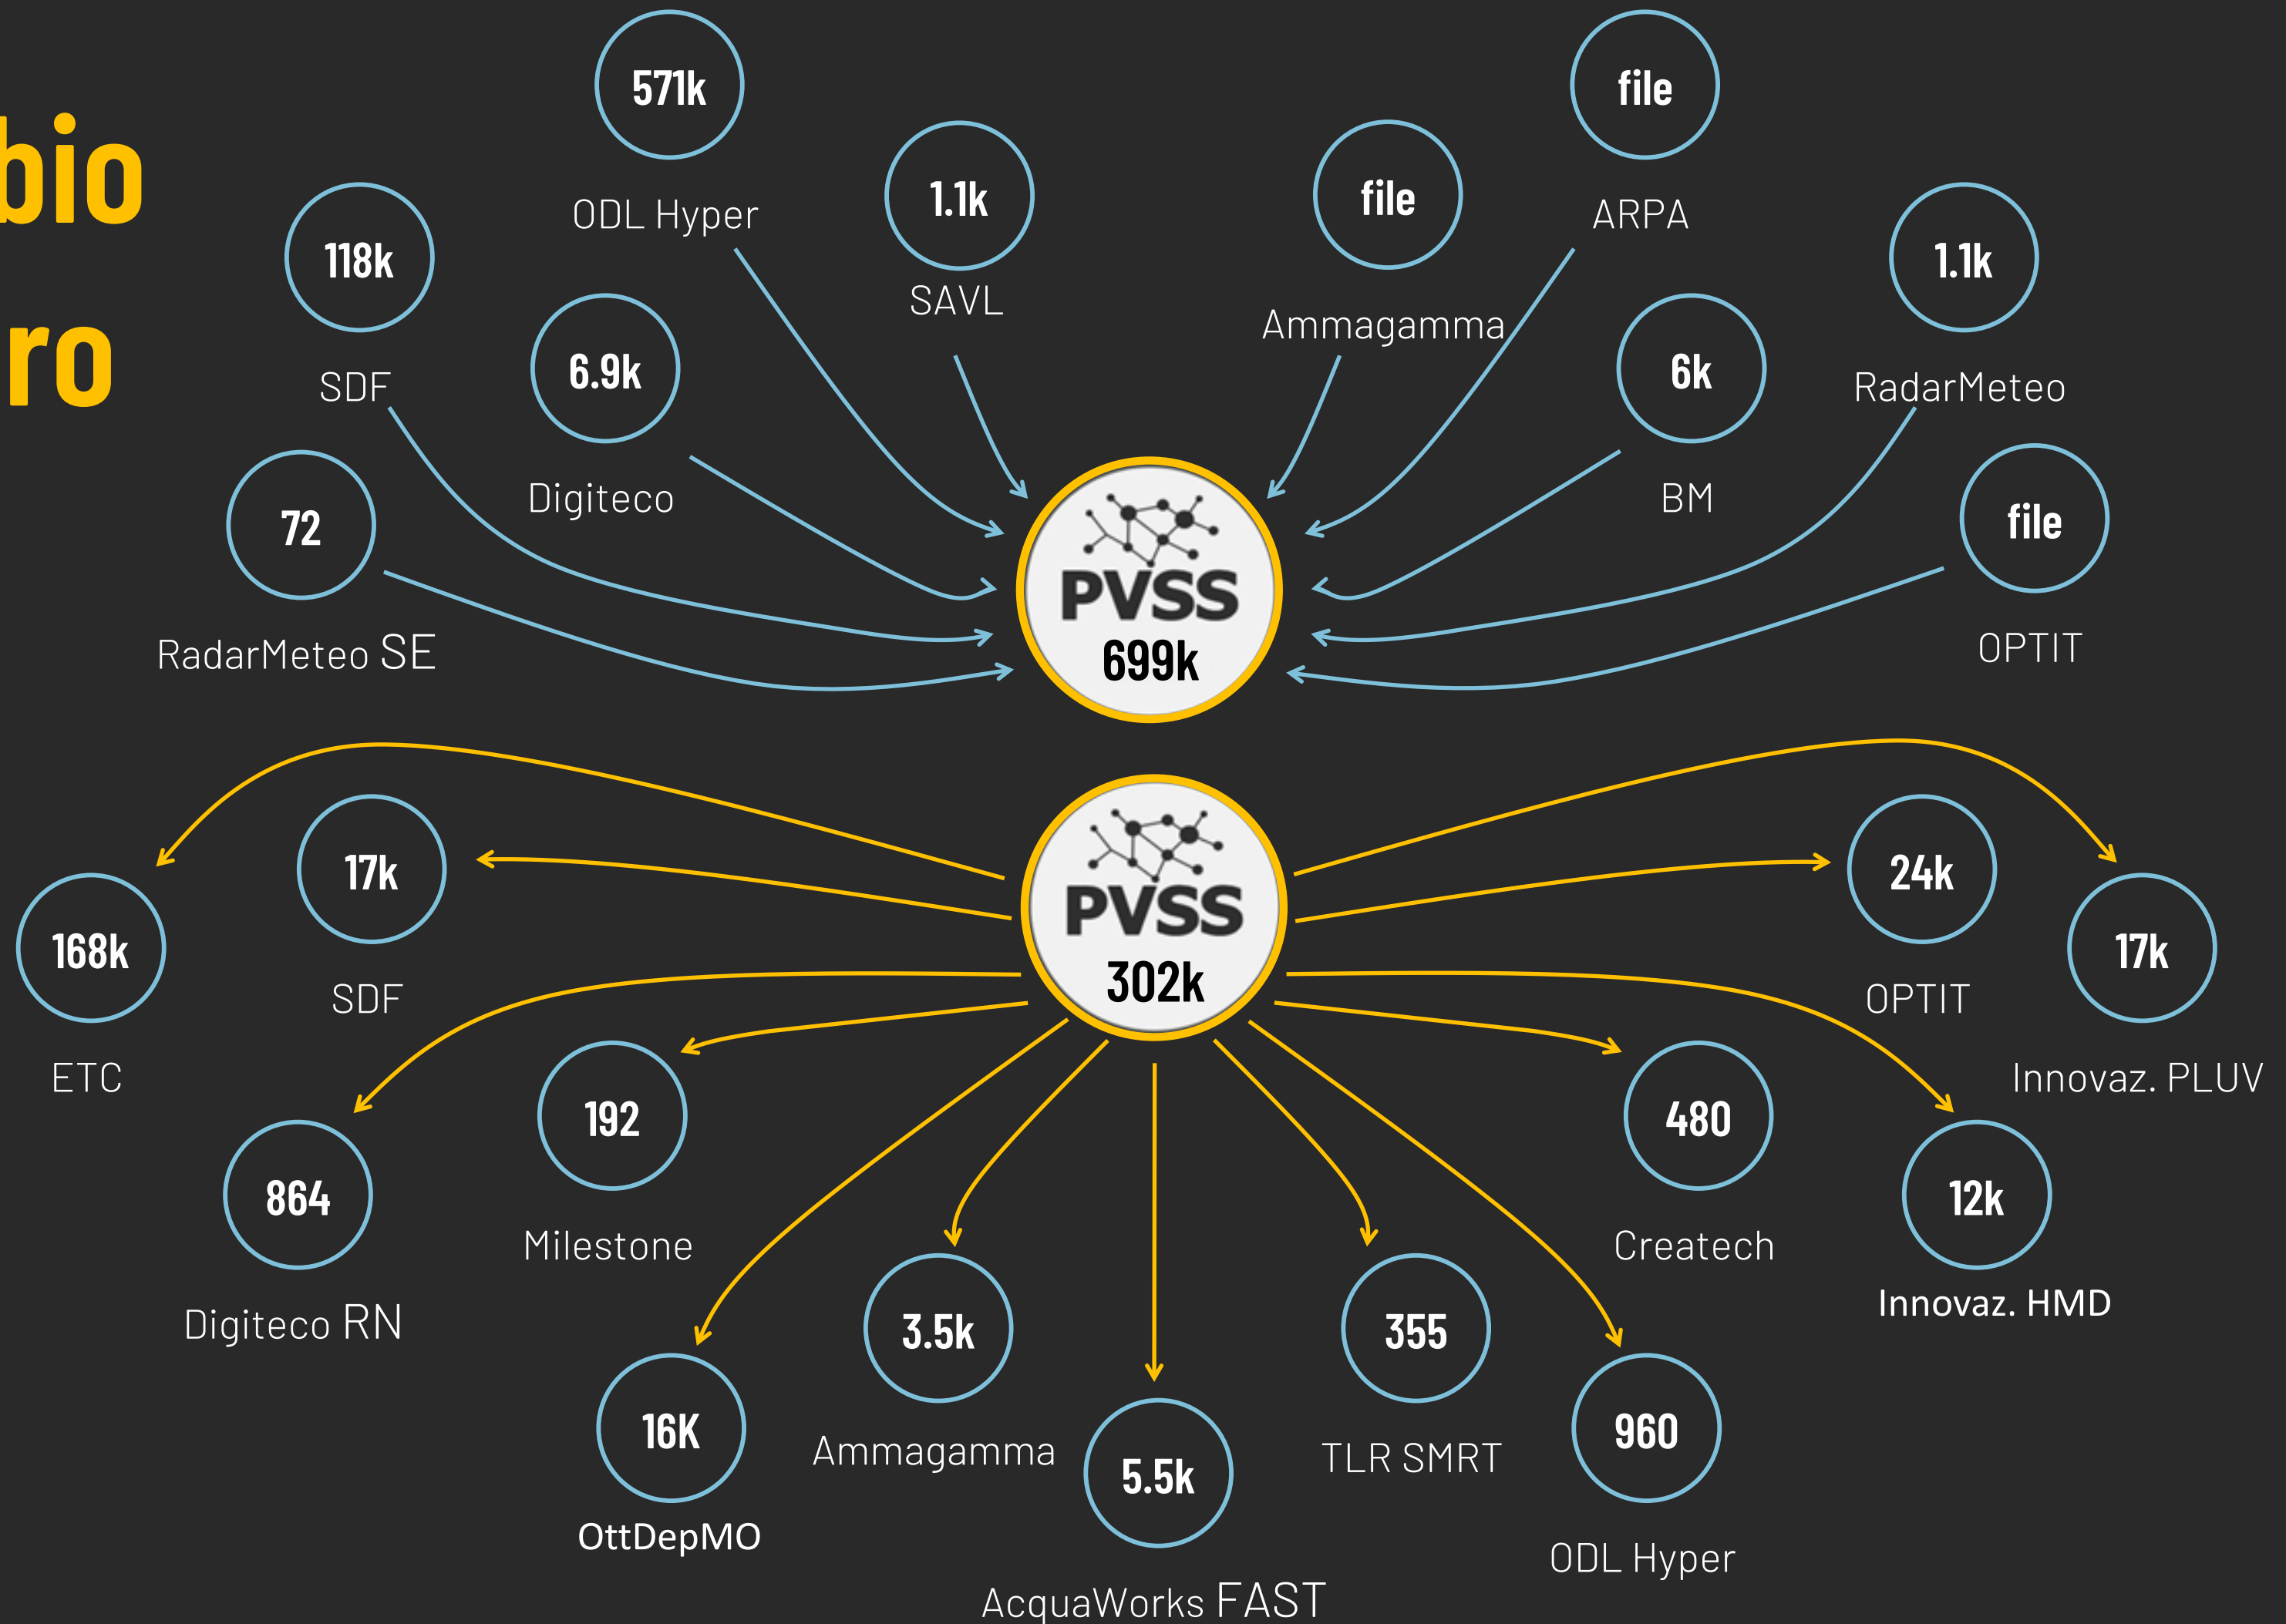 bio
ro
571k
ODL Hyper
file
ARPA
1.1k
SAVL
file
Ammagamma
118k
SDF
1.1k
RadarMeteo
6.9k
Digiteco
6k
BM
72
RadarMeteo SE
file
OPTIT
PVSS
699k
PVSS
302k
17k
SDF
24k
OPTIT
168k
ETC
17k
Innovaz. PLUV
192
Milestone
480
Createch
864
Digiteco RN
12k
Innovaz. HMD
3.5k
Ammagamma
355
TLR SMRT
16K
OttDepMO
960
ODL Hyper
5.5k
AcquaWorks FAST